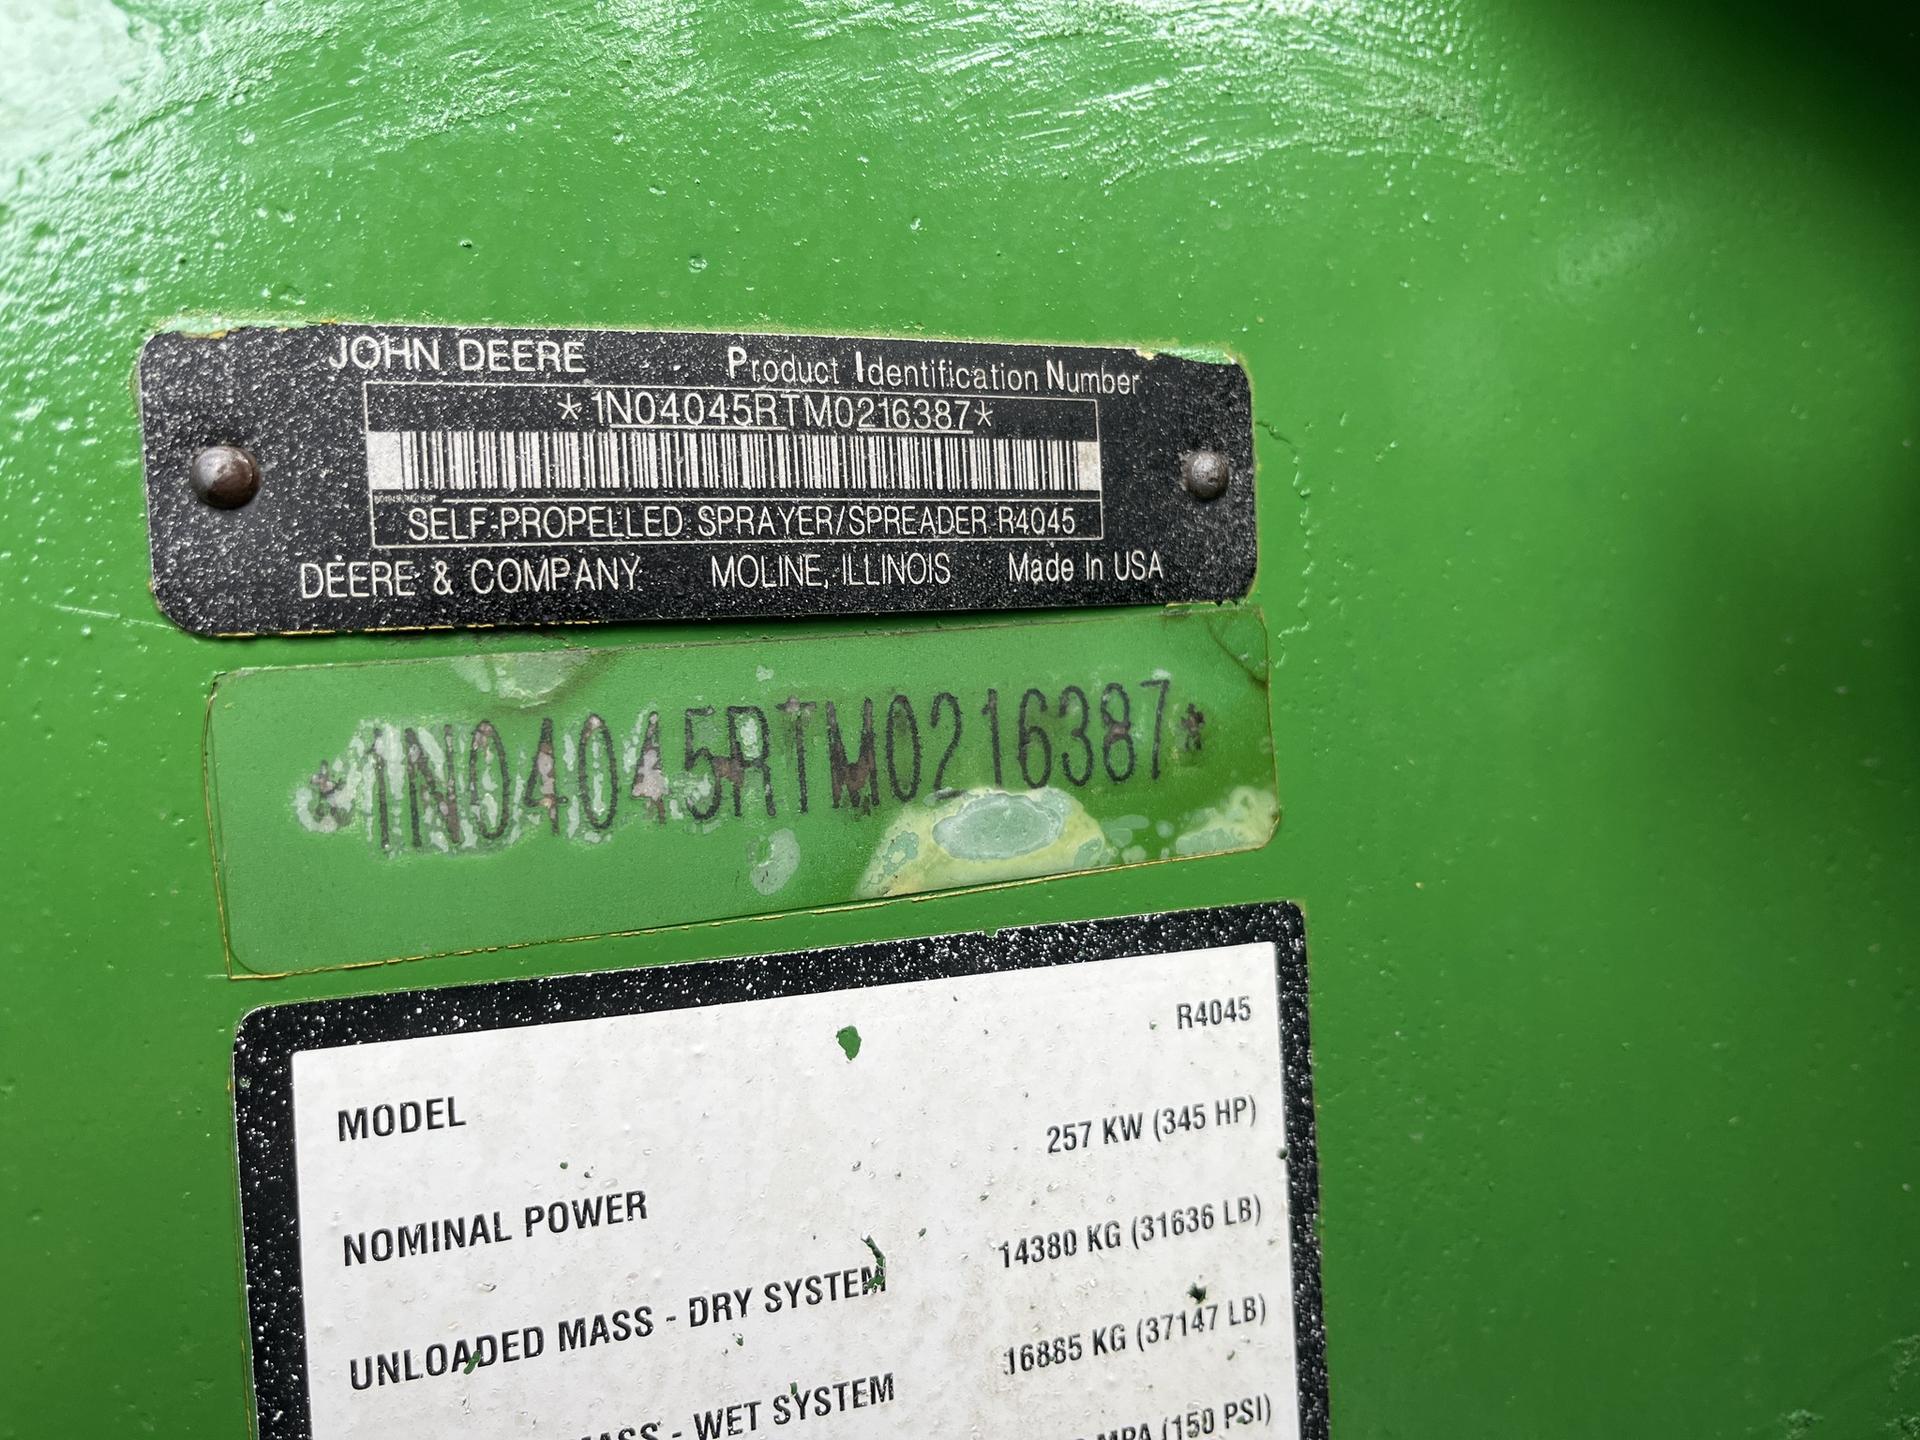 JOHN DEERE Product Identification Number
*1N04045RTM0216387*
SELF-PROPELLED SPRAYER/SPREADER R4045
DEERE & COMPANY MOLINE, ILLINOIS Made In USA
*1N04045RTM0216387*
MODEL R4045
NOMINAL POWER 257 KW (345 HP)
UNLOADED MASS - DRY SYSTEM 14380 KG (31636 LB)
MASS - WET SYSTEM 16885 KG (37147 LB)
MPA (150 PSI)